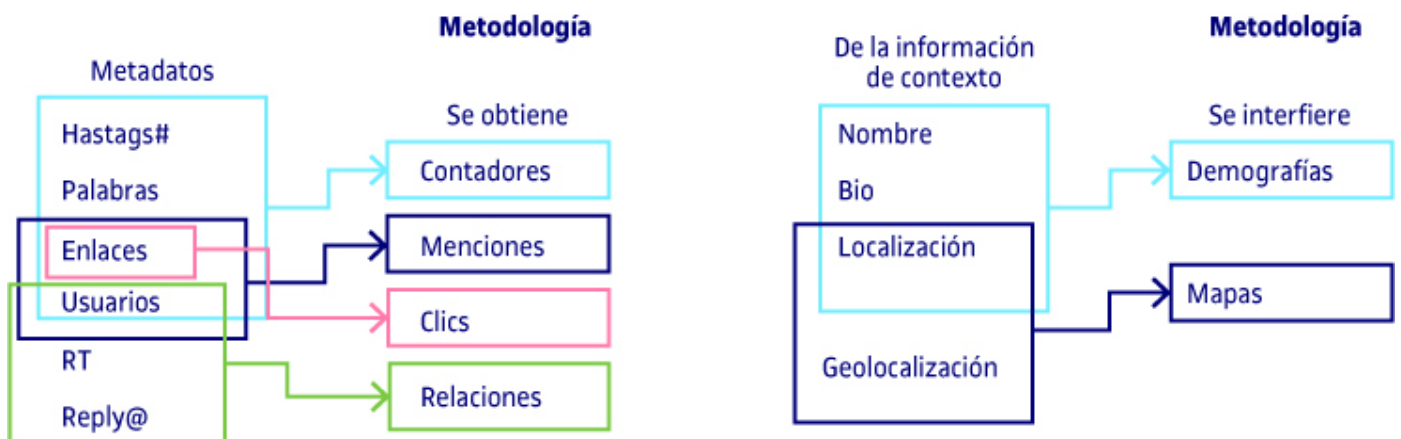 Metodología
Metadatos
Se obtiene
Hastags#
Palabras
Enlaces
Usuarios
RT
Reply@
Contadores
Menciones
Clics
Relaciones
Metodología
De la información
de contexto
Se interfiere
Nombre
Bio
Localización
Geolocalización
Demografías
Mapas